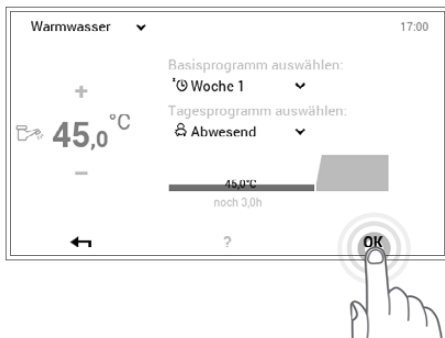 Warmwasser
17:00
Basisprogramm auswählen:
Woche 1
Tagesprogramm auswählen:
Abwesend
+
45,0°C
−
45,0°C
noch 3,0h
?
OK